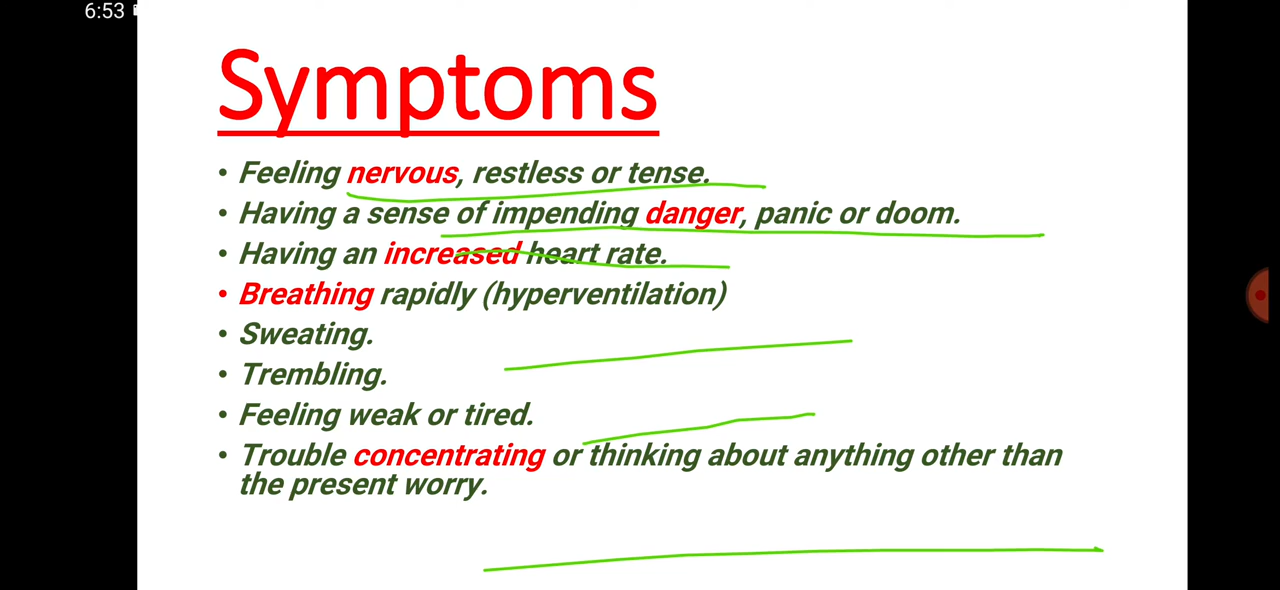 6:53
Symptoms
• Feeling nervous, restless or tense.
• Having a sense of impending danger, panic or doom.
• Having an increased heart rate.
• Breathing rapidly (hyperventilation)
• Sweating.
• Trembling.
• Feeling weak or tired.
• Trouble concentrating or thinking about anything other than
the present worry.